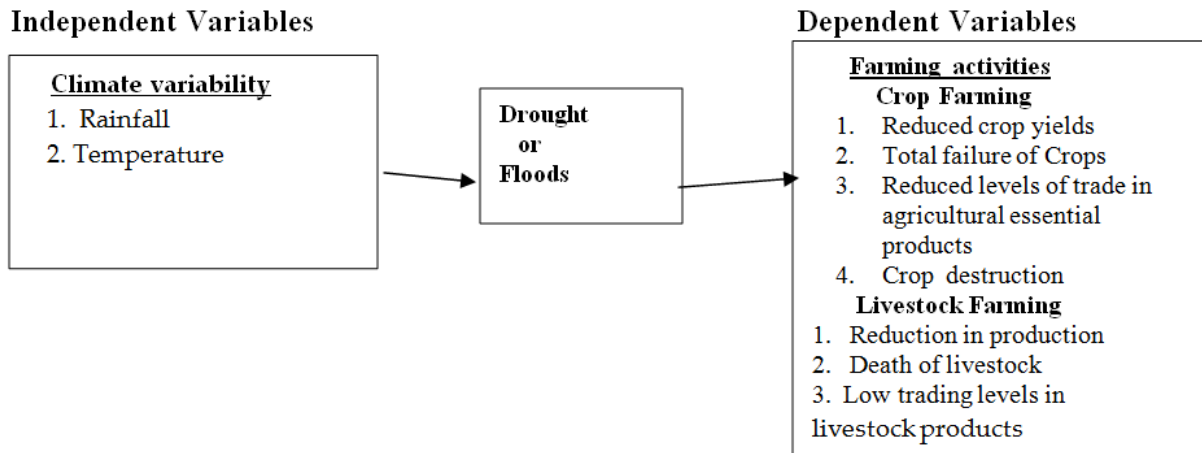 Independent Variables
Climate variability
1. Rainfall
2. Temperature
Drought
or
Floods
Dependent Variables
Farming activities
Crop Farming
1. Reduced crop yields
2. Total failure of Crops
3. Reduced levels of trade in
agricultural essential
products
4. Crop destruction
Livestock Farming
1. Reduction in production
2. Death of livestock
3. Low trading levels in
livestock products